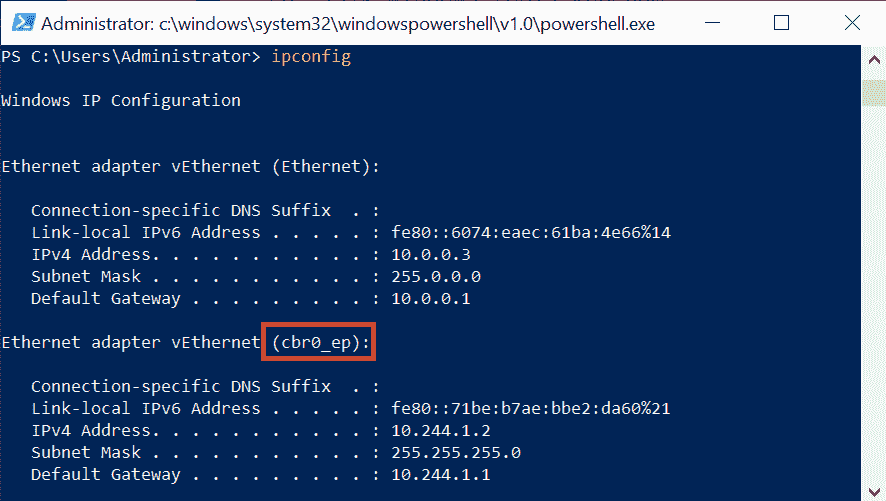 Administrator: c:\windows\system32\windowspowershell\v1.0\powershell.exe
PS C:\Users\Administrator> ipconfig
Windows IP Configuration
Ethernet adapter vEthernet (Ethernet):
Connection-specific DNS Suffix  . :
Link-local IPv6 Address . . . . . : fe80::6074:eaec:61ba:4e66%14
IPv4 Address. . . . . . . . . . . : 10.0.0.3
Subnet Mask . . . . . . . . . . . : 255.0.0.0
Default Gateway . . . . . . . . . : 10.0.0.1
Ethernet adapter vEthernet (cbr0_ep):
Connection-specific DNS Suffix  . :
Link-local IPv6 Address . . . . . : fe80::71be:b7ae:bbe2:da60%21
IPv4 Address. . . . . . . . . . . : 10.244.1.2
Subnet Mask . . . . . . . . . . . : 255.255.255.0
Default Gateway . . . . . . . . . : 10.244.1.1